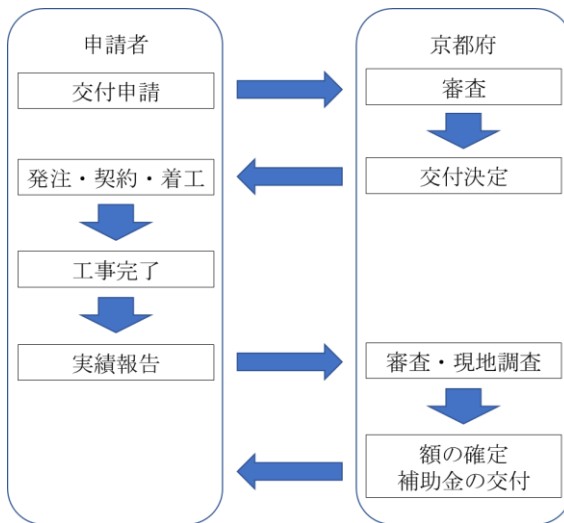 申請者
交付申請
発注・契約・着工
工事完了
実績報告
京都府
審査
交付決定
審査・現地調査
額の確定
補助金の交付